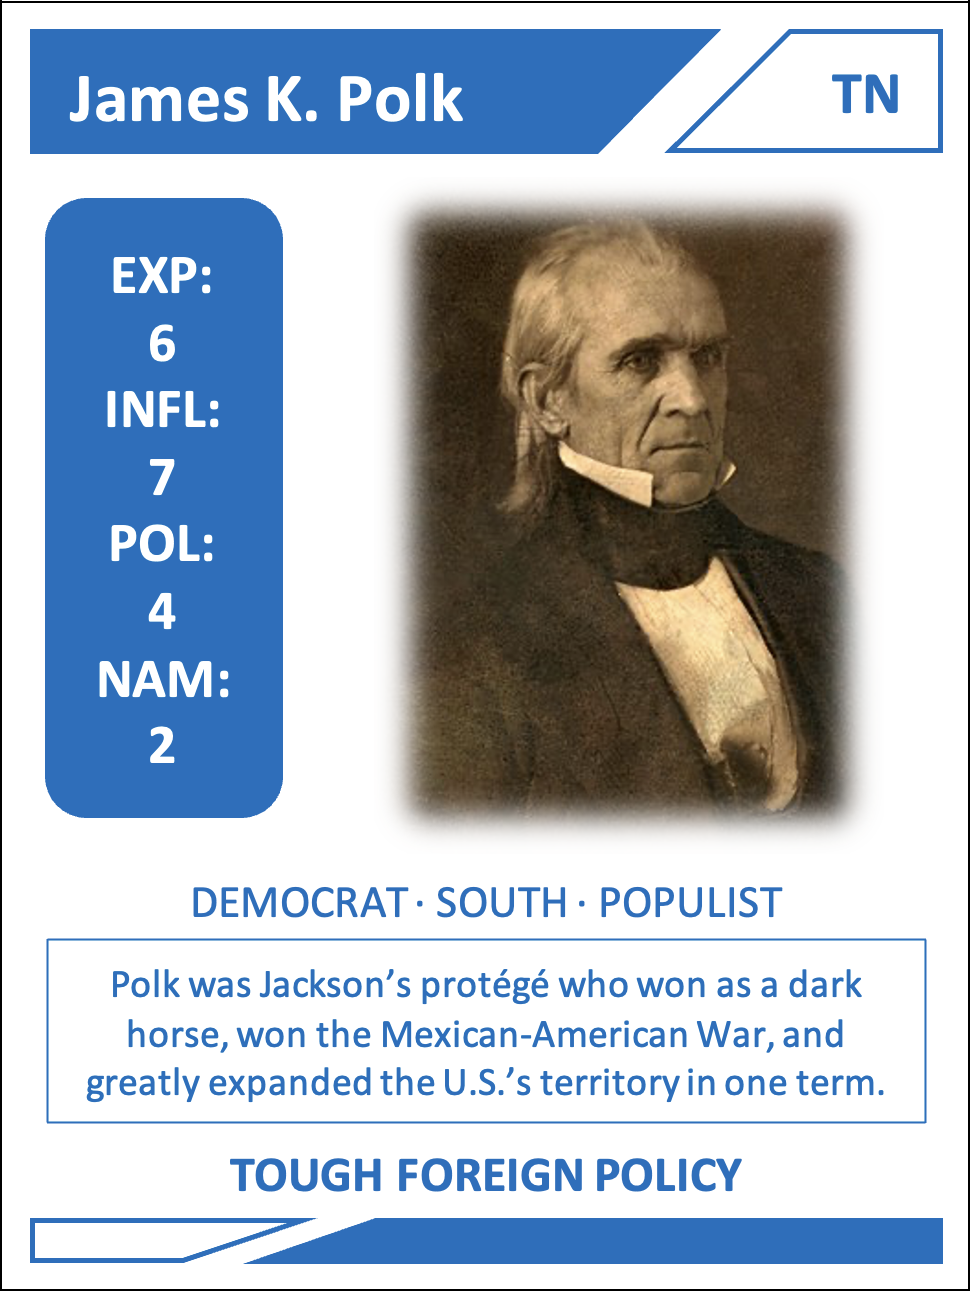 James K. Polk
TN
EXP:
6
INFL:
7
POL:
4
NAM:
2
DEMOCRAT · SOUTH · POPULIST
Polk was Jackson’s protégé who won as a dark
horse, won the Mexican-American War, and
greatly expanded the U.S.’s territory in one term.
TOUGH FOREIGN POLICY